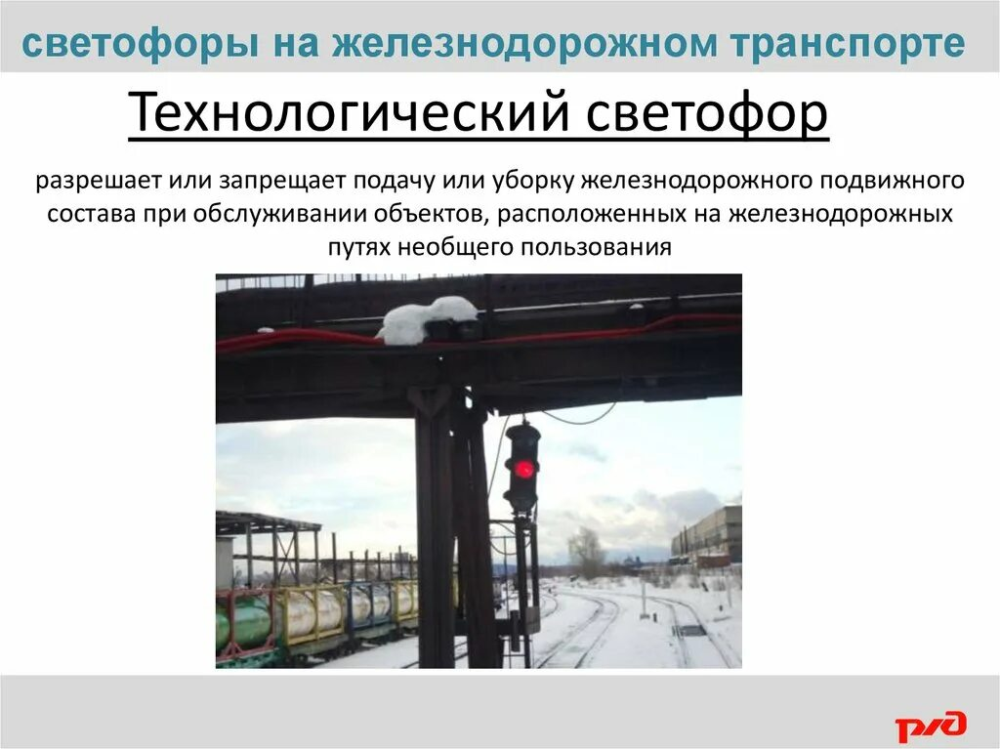 светофоры на железнодорожном транспорте
Технологический светофор
разрешает или запрещает подачу или уборку железнодорожного подвижного
состава при обслуживании объектов, расположенных на железнодорожных
путях необщего пользования
ржд